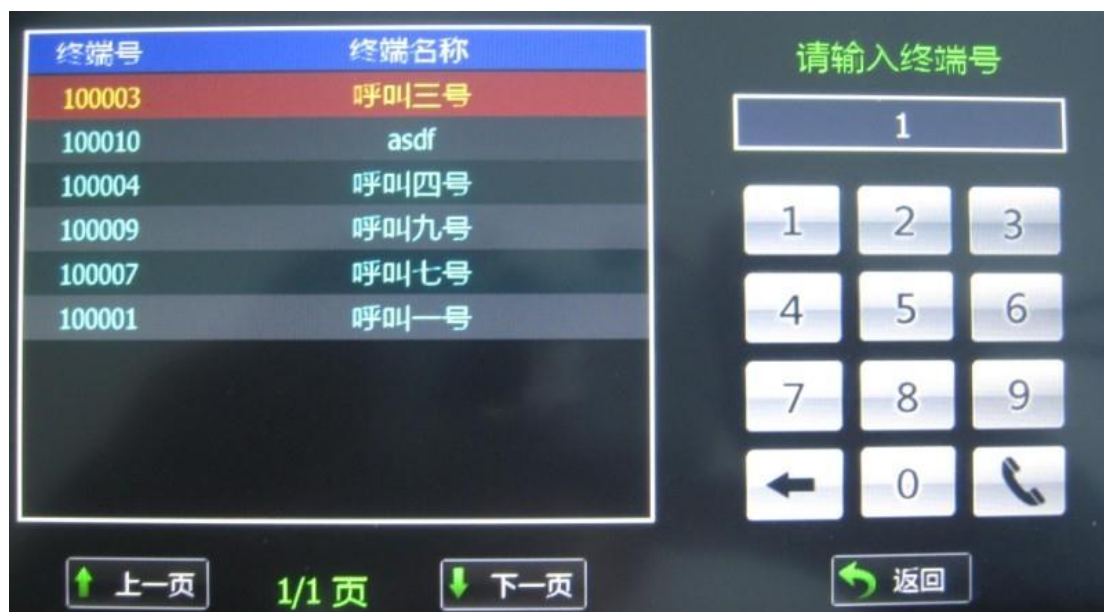 终端号 终端名称
100003 呼叫三号
100010 asdf
100004 呼叫四号
100009 呼叫九号
100007 呼叫七号
100001 呼叫一号
上一页 1/1 页 下一页
请输入终端号
1
1 2 3
4 5 6
7 8 9
0
返回